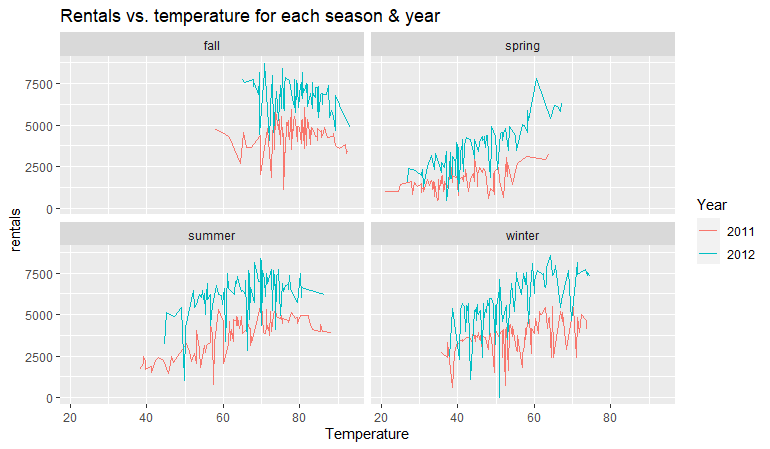 Rentals vs. temperature for each season & year
fall
spring
7500
5000
2500
0
summer
winter
7500
5000
2500
0
20 40 60 80
20 40 60 80
Temperature
rentals
Year
2011
2012